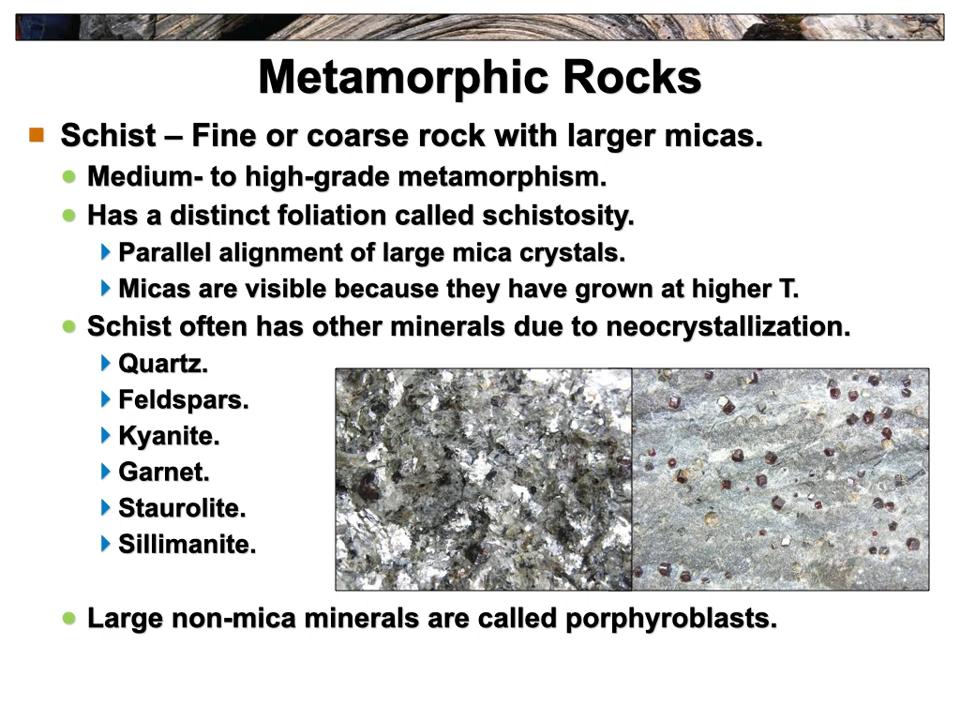 Metamorphic Rocks
Schist – Fine or coarse rock with larger micas.
Medium- to high-grade metamorphism.
Has a distinct foliation called schistosity.
Parallel alignment of large mica crystals.
Micas are visible because they have grown at higher T.
Schist often has other minerals due to neocrystallization.
Quartz.
Feldspars.
Kyanite.
Garnet.
Staurolite.
Sillimanite.
Large non-mica minerals are called porphyroblasts.